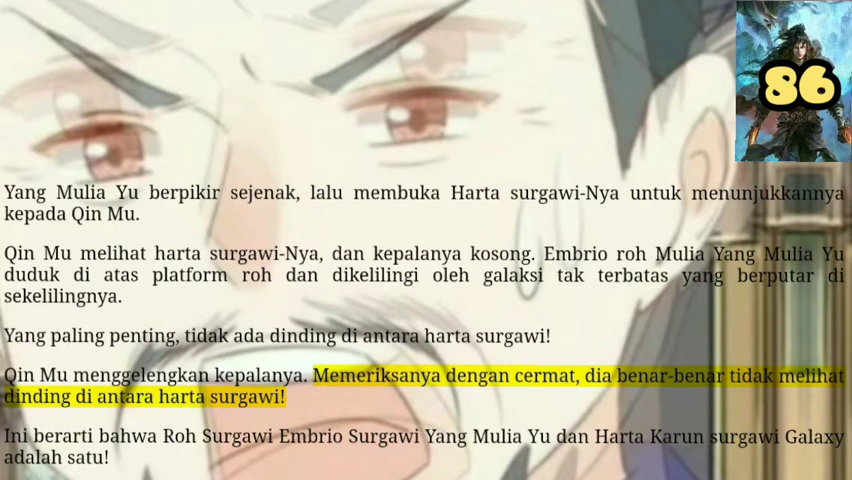 86
Yang Mulia Yu berpikir sejenak, lalu membuka Harta surgawi-Nya untuk menunjukkannya
kepada Qin Mu.
Qin Mu melihat harta surgawi-Nya, dan kepalanya kosong. Embrio roh Mulia Yang Mulia Yu
duduk di atas platform roh dan dikelilingi oleh galaksi tak terbatas yang berputar di
sekelilingnya.
Yang paling penting, tidak ada dinding di antara harta surgawi!
Qin Mu menggelengkan kepalanya. Memeriksanya dengan cermat, dia benar-benar tidak melihat
dinding di antara harta surgawi!
Ini berarti bahwa Roh Surgawi Embrio Surgawi Yang Mulia Yu dan Harta Karun surgawi Galaxy
adalah satu!